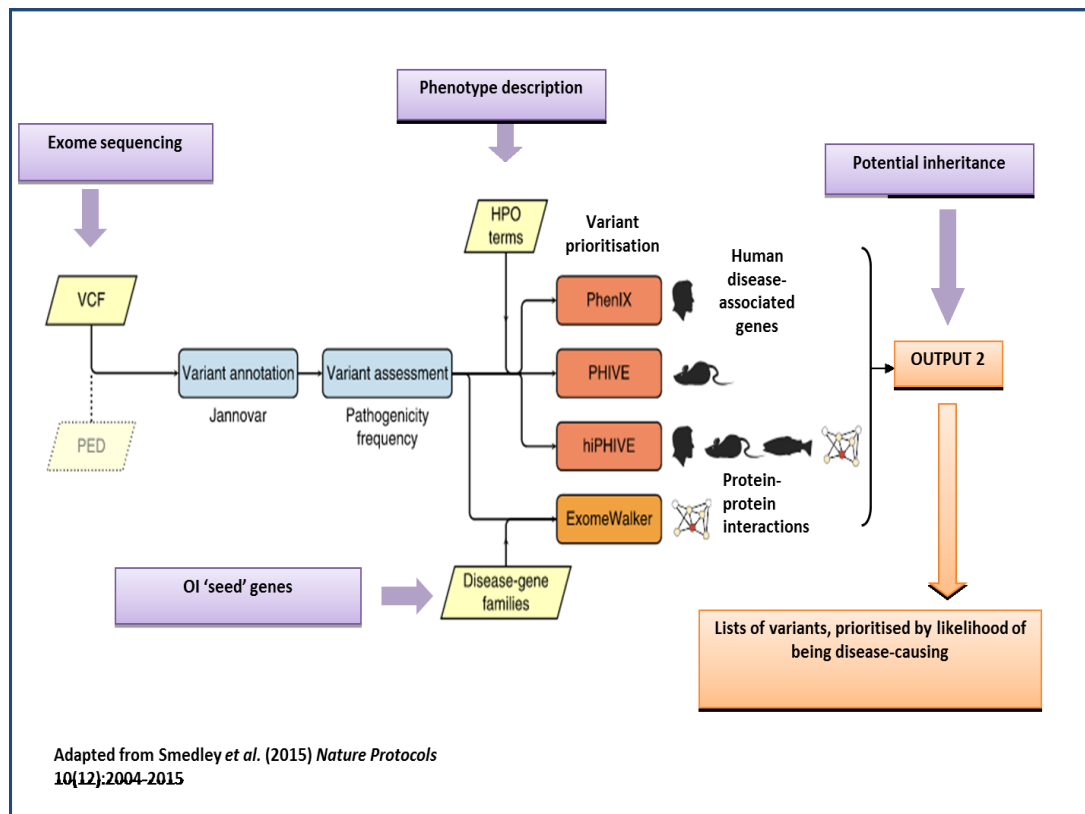 Phenotype description
Exome sequencing
Potential inheritance
HPO
terms
Variant
prioritisation
Human
disease-
associated
genes
VCF
PhenIX
OUTPUT 2
Variant annotation
Variant assessment
PHIVE
Jannovar
Pathogenicity
frequency
PED
hiPHIVE
Protein-
protein
interactions
ExomeWalker
OI ‘seed’ genes
Disease-gene
families
Lists of variants, prioritised by likelihood of
being disease-causing
Adapted from Smedley et al. (2015) Nature Protocols
10(12):2004-2015